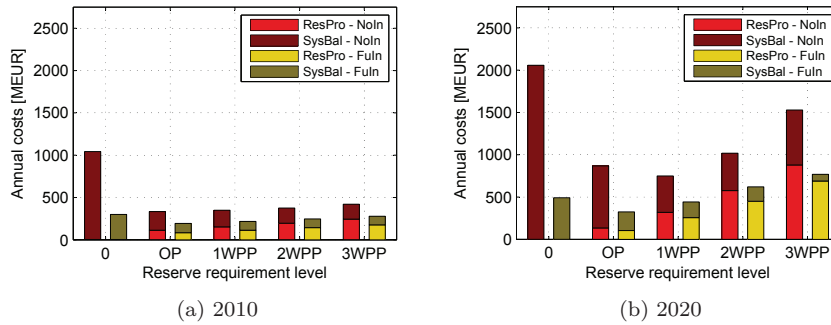 2500
2000
1500
1000
500
0
Annual costs [MEUR]
ResPro - NoIn
SysBal - NoIn
ResPro - FuIn
SysBal - FuIn
0 OP 1WPP 2WPP 3WPP
Reserve requirement level
(a) 2010
2500
2000
1500
1000
500
0
Annual costs [MEUR]
ResPro - NoIn
SysBal - NoIn
ResPro - FuIn
SysBal - FuIn
0 OP 1WPP 2WPP 3WPP
Reserve requirement level
(b) 2020